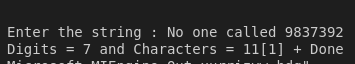 Enter the string : No one called 9837392
Digits = 7 and Characters = 11[1] + Done